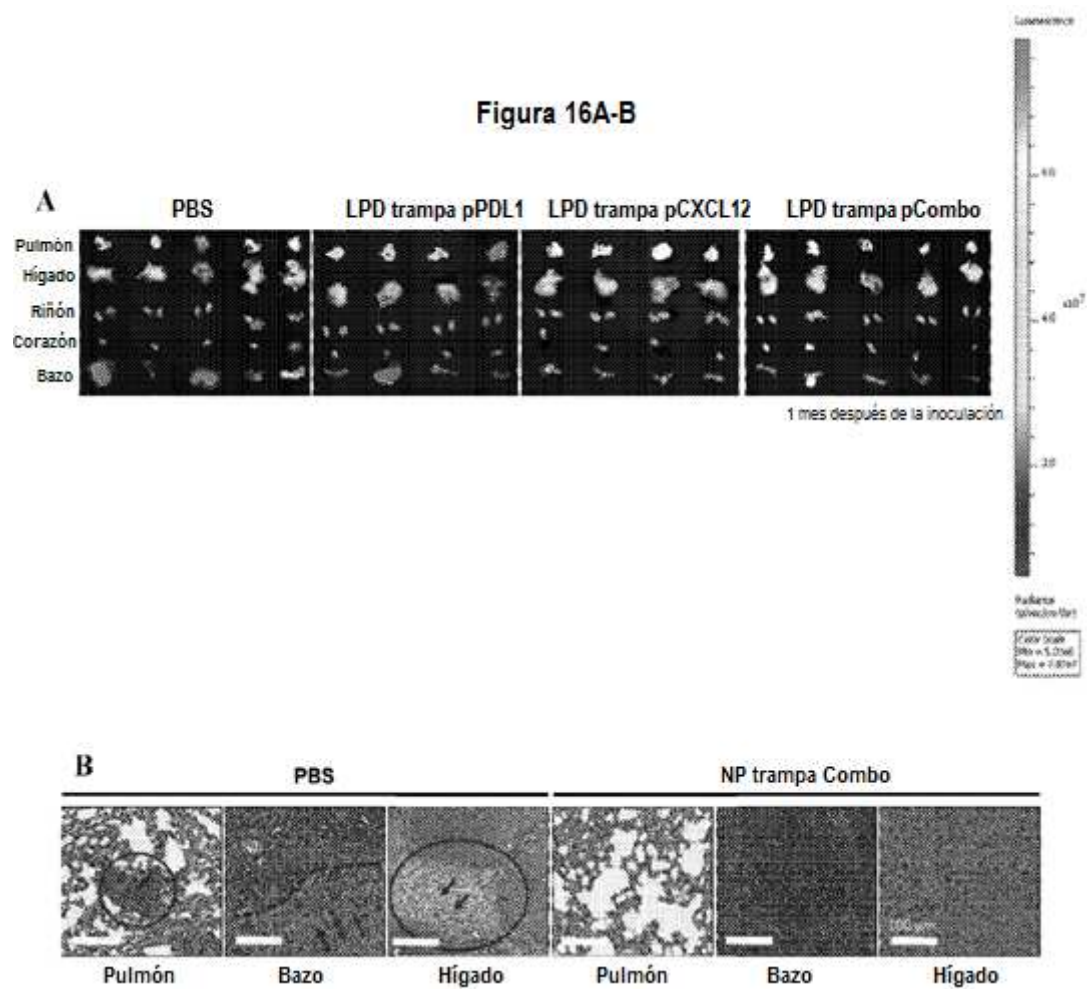 Luminescence
Figura 16A-B
A
PBS
LPD trampa pPDL1
LPD trampa pCXCL12
LPD trampa pCombo
Pulmón
Hígado
Riñón
Corazón
Bazo
1 mes después de la inoculación
6.0
4.0
x10⁷
2.0
Radiance
Color Scale
B
PBS
NP trampa Combo
100 µm
Pulmón
Bazo
Hígado
Pulmón
Bazo
Hígado